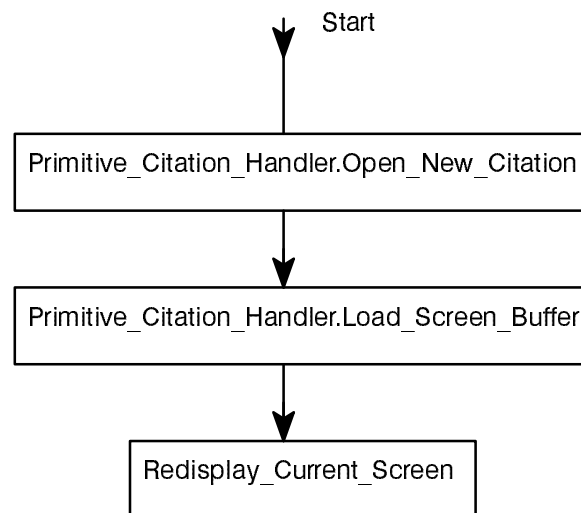 Start
Primitive_Citation_Handler.Open_New_Citation
Primitive_Citation_Handler.Load_Screen_Buffer
Redisplay_Current_Screen